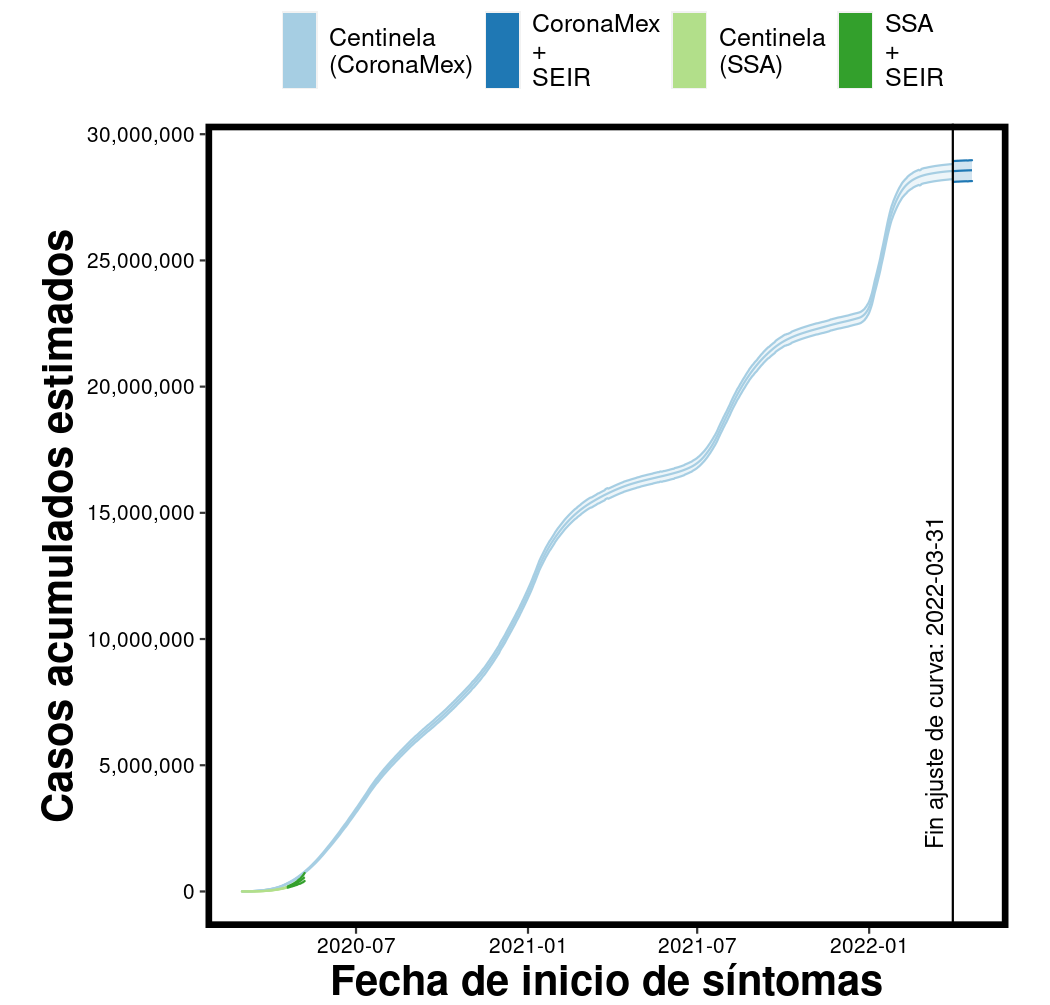 Centinela
(CoronaMex)
CoronaMex
+
SEIR
Centinela
(SSA)
SSA
+
SEIR
Casos acumulados estimados
30,000,000
25,000,000
20,000,000
15,000,000
10,000,000
5,000,000
0
Fin ajuste de curva: 2022-03-31
2020-07
2021-01
2021-07
2022-01
Fecha de inicio de síntomas